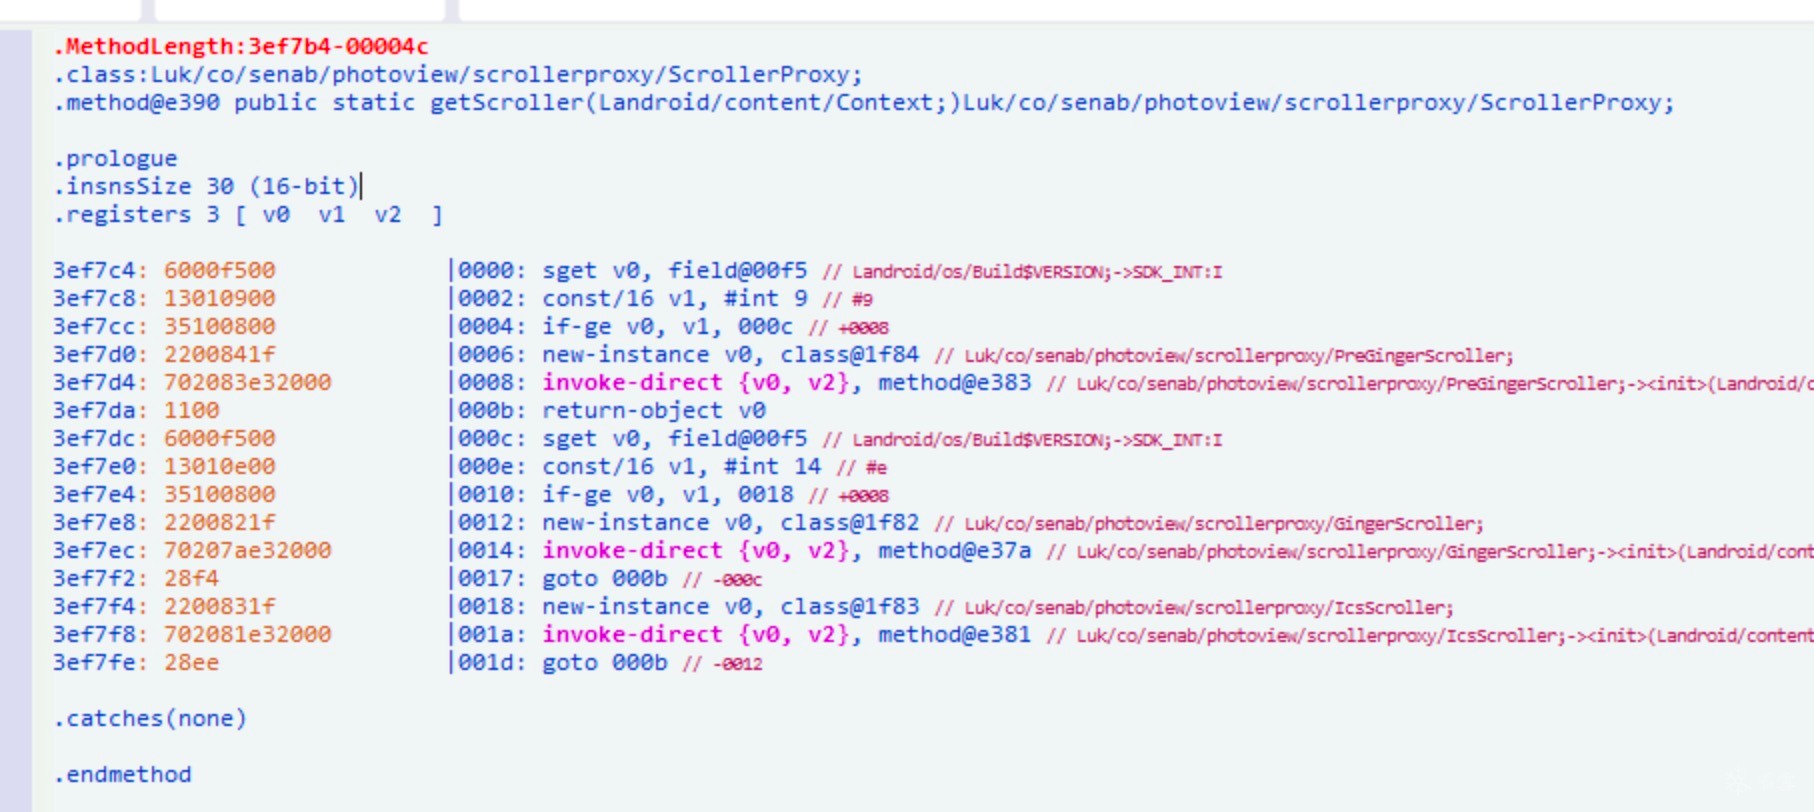 .MethodLength:3ef7b4-00004c
.class:Luk/co/senab/photoview/scrollerproxy/ScrollerProxy;
.method@e390 public static getScroller(Landroid/content/Context;)Luk/co/senab/photoview/scrollerproxy/ScrollerProxy;
.prologue
.insnsSize 30 (16-bit)
.registers 3 [ v0 v1 v2 ]
3ef7c4: 6000f500 |0000: sget v0, field@00f5 // Landroid/os/Build$VERSION;->SDK_INT:I
3ef7c8: 13010900 |0002: const/16 v1, #int 9 // #9
3ef7cc: 35100800 |0004: if-ge v0, v1, 000c // +0008
3ef7d0: 2200841f |0006: new-instance v0, class@1f84 // Luk/co/senab/photoview/scrollerproxy/PreGingerScroller;
3ef7d4: 702083e32000 |0008: invoke-direct {v0, v2}, method@e383 // Luk/co/senab/photoview/scrollerproxy/PreGingerScroller;-><init>(Landroid/c
3ef7da: 1100 |000b: return-object v0
3ef7dc: 6000f500 |000c: sget v0, field@00f5 // Landroid/os/Build$VERSION;->SDK_INT:I
3ef7e0: 13010e00 |000e: const/16 v1, #int 14 // #e
3ef7e4: 35100800 |0010: if-ge v0, v1, 0018 // +0008
3ef7e8: 2200821f |0012: new-instance v0, class@1f82 // Luk/co/senab/photoview/scrollerproxy/GingerScroller;
3ef7ec: 70207ae32000 |0014: invoke-direct {v0, v2}, method@e37a // Luk/co/senab/photoview/scrollerproxy/GingerScroller;-><init>(Landroid/cont
3ef7f2: 28f4 |0017: goto 000b // -000c
3ef7f4: 2200831f |0018: new-instance v0, class@1f83 // Luk/co/senab/photoview/scrollerproxy/IcsScroller;
3ef7f8: 702081e32000 |001a: invoke-direct {v0, v2}, method@e381 // Luk/co/senab/photoview/scrollerproxy/IcsScroller;-><init>(Landroid/content
3ef7fe: 28ee |001d: goto 000b // -0012
.catches(none)
.endmethod